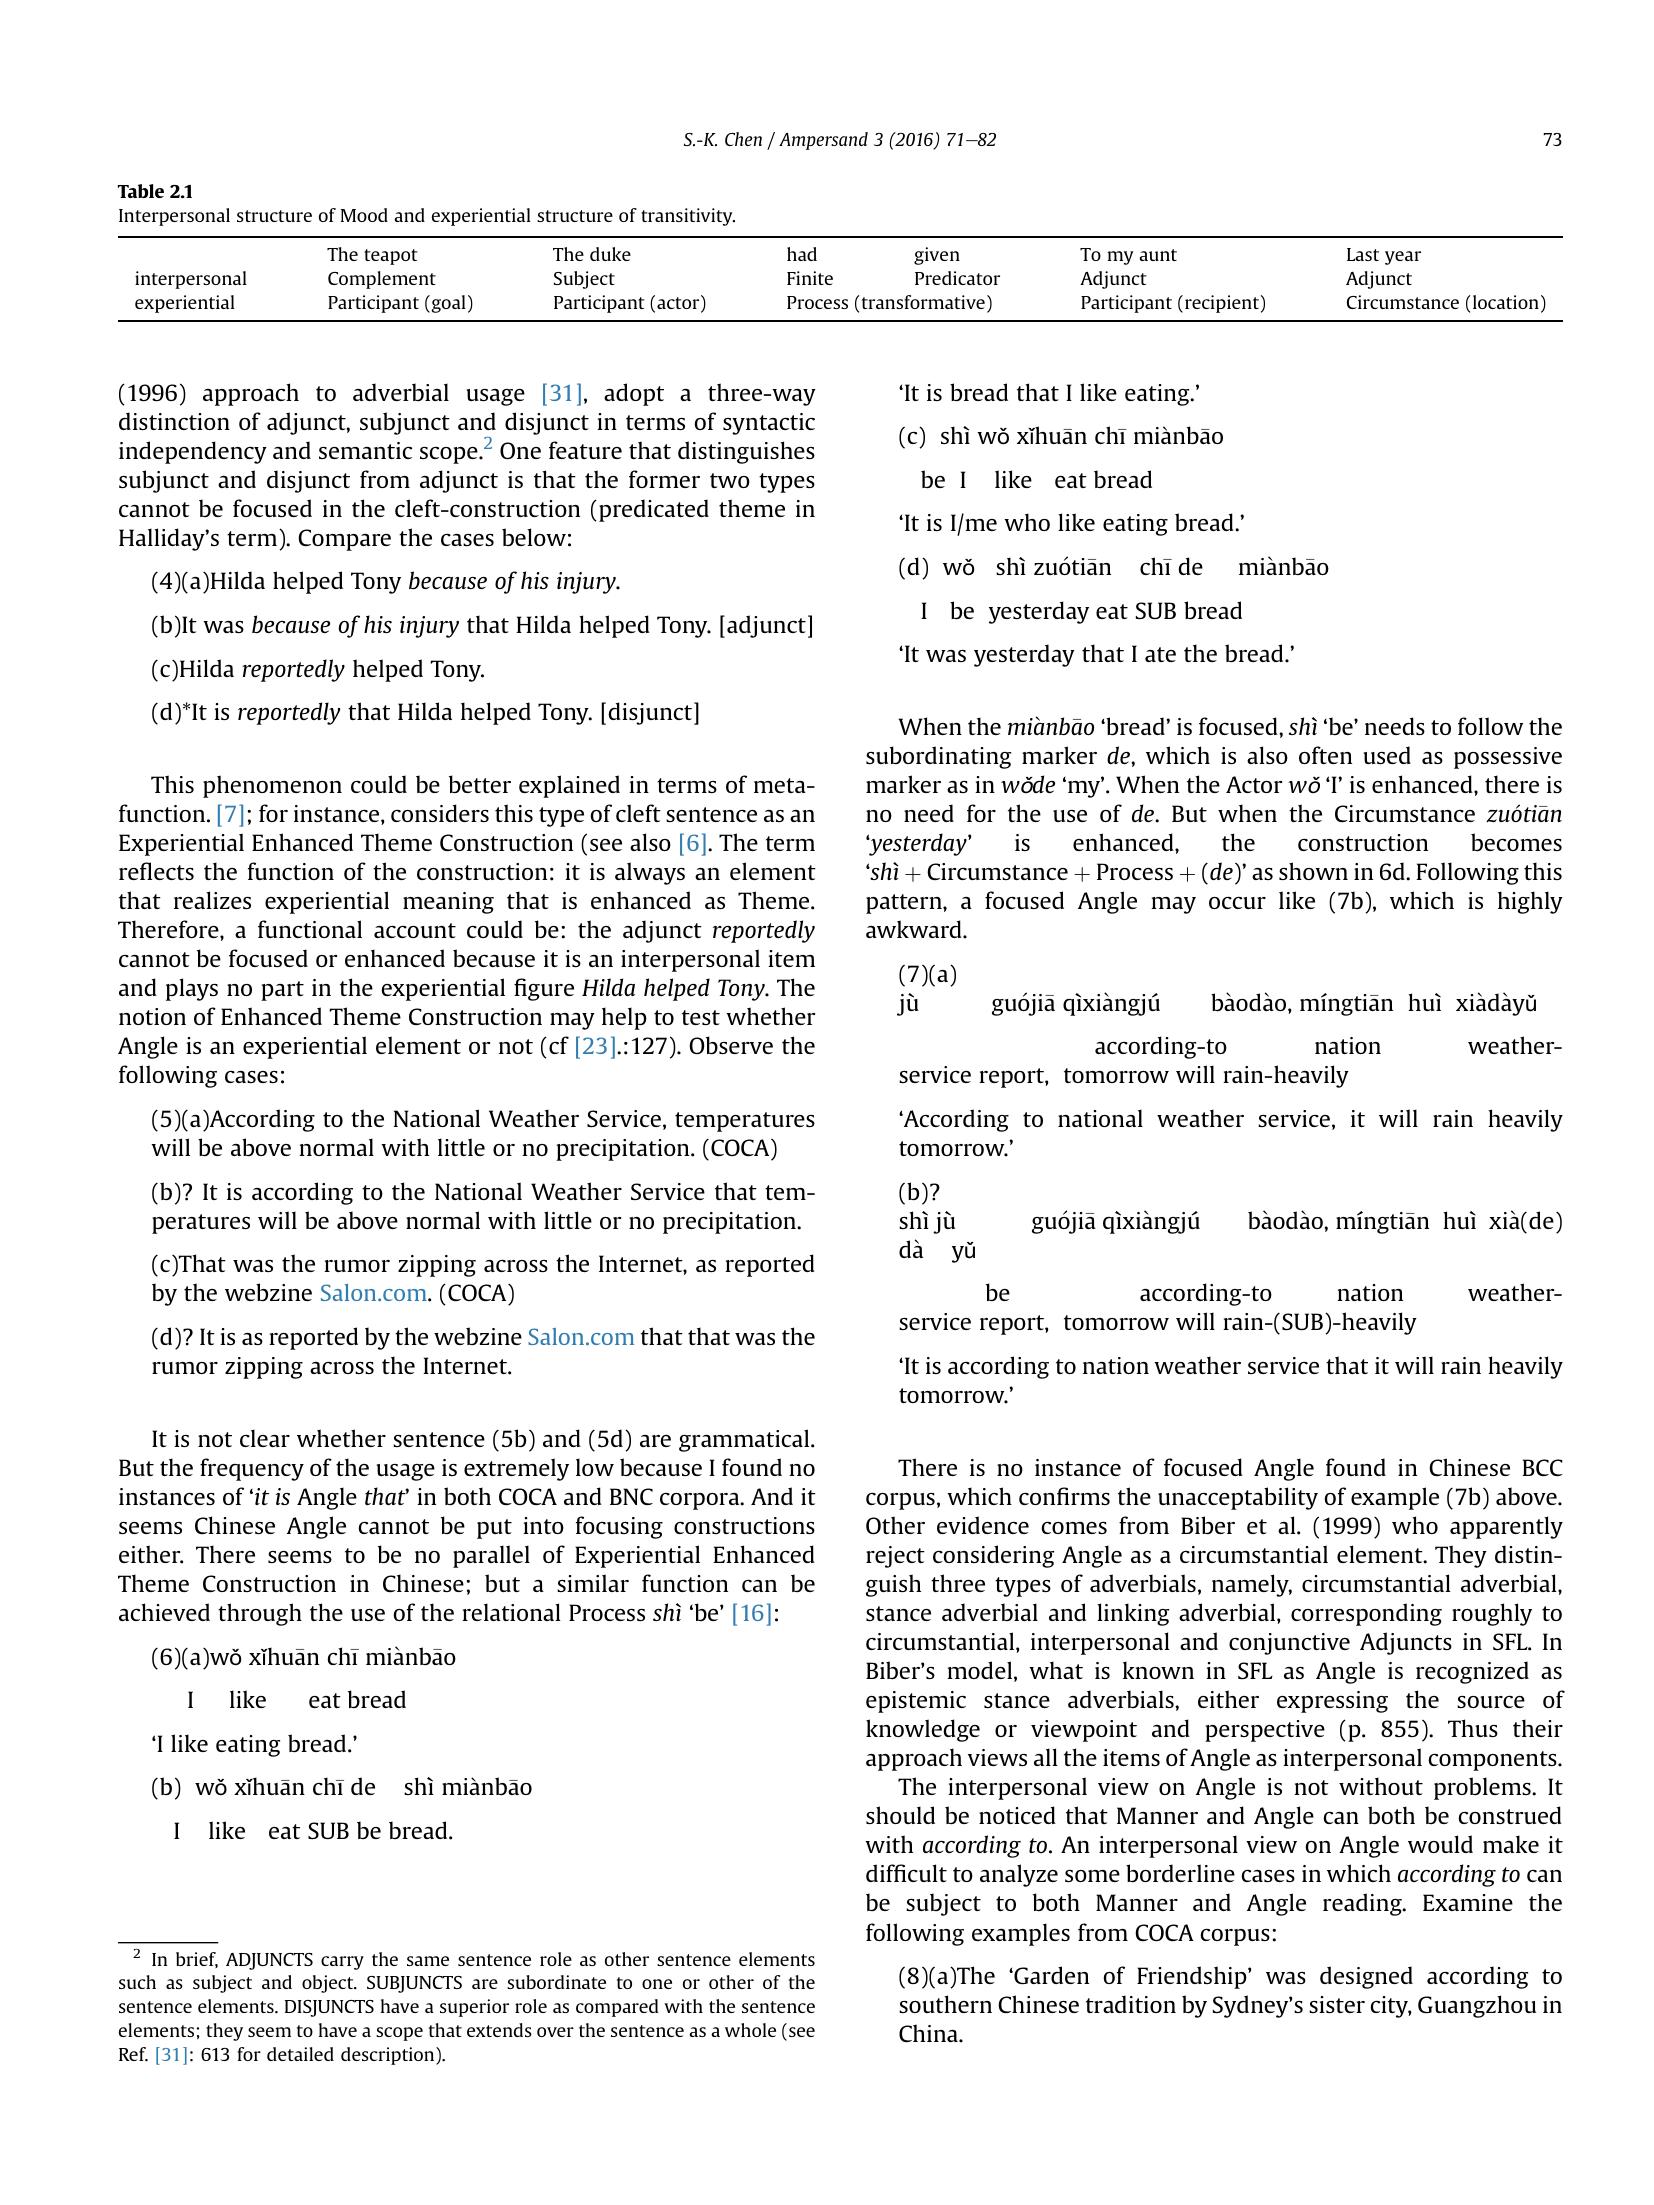 S.-K. Chen / Ampersand 3 (2016) 71–82
73
Table 2.1
Interpersonal structure of Mood and experiential structure of transitivity.
The teapot The duke had given To my aunt Last year
interpersonal Complement Subject Finite Predicator Adjunct Adjunct
experiential Participant (goal) Participant (actor) Process (transformative) Participant (recipient) Circumstance (location)
(1996) approach to adverbial usage [31], adopt a three-way
distinction of adjunct, subjunct and disjunct in terms of syntactic
independency and semantic scope.2 One feature that distinguishes
subjunct and disjunct from adjunct is that the former two types
cannot be focused in the cleft-construction (predicated theme in
Halliday's term). Compare the cases below:
(4)(a)Hilda helped Tony because of his injury.
(b)It was because of his injury that Hilda helped Tony. [adjunct]
(c)Hilda reportedly helped Tony.
(d)*It is reportedly that Hilda helped Tony. [disjunct]
This phenomenon could be better explained in terms of meta-
function. [7]; for instance, considers this type of cleft sentence as an
Experiential Enhanced Theme Construction (see also [6]. The term
reflects the function of the construction: it is always an element
that realizes experiential meaning that is enhanced as Theme.
Therefore, a functional account could be: the adjunct reportedly
cannot be focused or enhanced because it is an interpersonal item
and plays no part in the experiential figure Hilda helped Tony. The
notion of Enhanced Theme Construction may help to test whether
Angle is an experiential element or not (cf [23].:127). Observe the
following cases:
(5)(a)According to the National Weather Service, temperatures
will be above normal with little or no precipitation. (COCA)
(b)? It is according to the National Weather Service that tem-
peratures will be above normal with little or no precipitation.
(c)That was the rumor zipping across the Internet, as reported
by the webzine Salon.com. (COCA)
(d)? It is as reported by the webzine Salon.com that that was the
rumor zipping across the Internet.
It is not clear whether sentence (5b) and (5d) are grammatical.
But the frequency of the usage is extremely low because I found no
instances of 'it is Angle that' in both COCA and BNC corpora. And it
seems Chinese Angle cannot be put into focusing constructions
either. There seems to be no parallel of Experiential Enhanced
Theme Construction in Chinese; but a similar function can be
achieved through the use of the relational Process shì 'be' [16]:
(6)(a)wǒ xǐhuān chī miànbāo
I like eat bread
'I like eating bread.'
(b) wǒ xǐhuān chī de shì miànbāo
I like eat SUB be bread.
2 In brief, ADJUNCTS carry the same sentence role as other sentence elements
such as subject and object. SUBJUNCTS are subordinate to one or other of the
sentence elements. DISJUNCTS have a superior role as compared with the sentence
elements; they seem to have a scope that extends over the sentence as a whole (see
Ref. [31]: 613 for detailed description).
'It is bread that I like eating.'
(c) shì wǒ xǐhuān chī miànbāo
be I like eat bread
'It is I/me who like eating bread.'
(d) wǒ shì zuótiān chī de miànbāo
I be yesterday eat SUB bread
'It was yesterday that I ate the bread.'
When the miànbāo 'bread' is focused, shì 'be' needs to follow the
subordinating marker de, which is also often used as possessive
marker as in wǒde 'my'. When the Actor wǒ 'I' is enhanced, there is
no need for the use of de. But when the Circumstance zuótiān
'yesterday' is enhanced, the construction becomes
'shì + Circumstance + Process + (de)' as shown in 6d. Following this
pattern, a focused Angle may occur like (7b), which is highly
awkward.
(7)(a)
jù guójiā qìxiàngjú bàodào, míngtiān huì xiàdàyǔ
according-to nation weather-
service report, tomorrow will rain-heavily
'According to national weather service, it will rain heavily
tomorrow.'
(b)?
shì jù guójiā qìxiàngjú bàodào, míngtiān huì xià(de)
dà yǔ
be according-to nation weather-
service report, tomorrow will rain-(SUB)-heavily
'It is according to nation weather service that it will rain heavily
tomorrow.'
There is no instance of focused Angle found in Chinese BCC
corpus, which confirms the unacceptability of example (7b) above.
Other evidence comes from Biber et al. (1999) who apparently
reject considering Angle as a circumstantial element. They distin-
guish three types of adverbials, namely, circumstantial adverbial,
stance adverbial and linking adverbial, corresponding roughly to
circumstantial, interpersonal and conjunctive Adjuncts in SFL. In
Biber's model, what is known in SFL as Angle is recognized as
epistemic stance adverbials, either expressing the source of
knowledge or viewpoint and perspective (p. 855). Thus their
approach views all the items of Angle as interpersonal components.
The interpersonal view on Angle is not without problems. It
should be noticed that Manner and Angle can both be construed
with according to. An interpersonal view on Angle would make it
difficult to analyze some borderline cases in which according to can
be subject to both Manner and Angle reading. Examine the
following examples from COCA corpus:
(8)(a)The 'Garden of Friendship' was designed according to
southern Chinese tradition by Sydney's sister city, Guangzhou in
China.